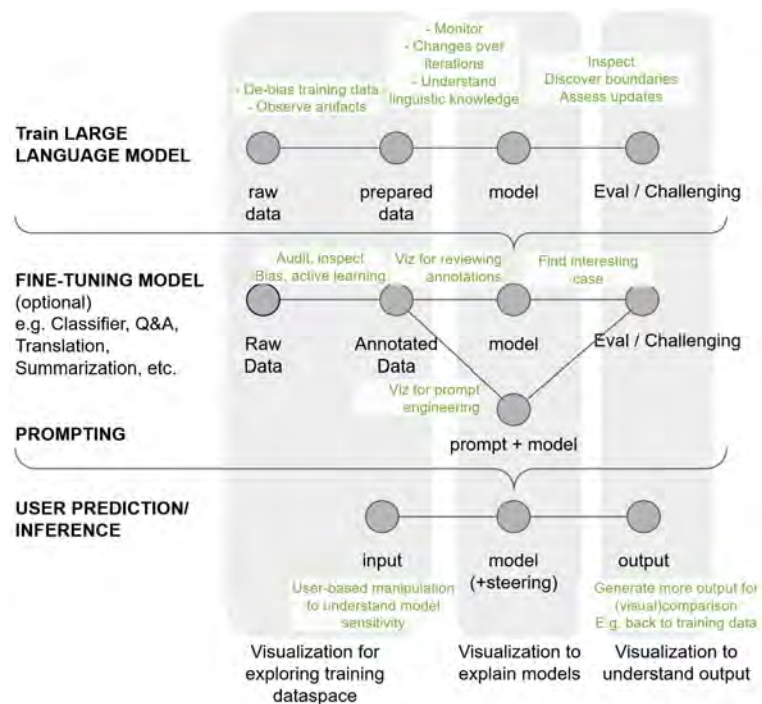 - Monitor
- Changes over
iterations
- Understand
linguistic knowledge
- De-bias training data -
- Observe artifacts
Inspect
Discover boundaries
Assess updates
Train LARGE
LANGUAGE MODEL
raw
data
prepared
data
model
Eval / Challenging
Audit, inspect
Bias, active learning
Viz for reviewing
annotations
Find interesting
case
FINE-TUNING MODEL
(optional)
e.g. Classifier, Q&A,
Translation,
Summarization, etc.
Raw
Data
Annotated
Data
model
Eval / Challenging
Viz for prompt
engineering
PROMPTING
prompt + model
USER PREDICTION/
INFERENCE
input
model
(+steering)
output
User-based manipulation
to understand model
sensitivity
Generate more output for
(visual)comparison
E.g. back to training data
Visualization for
exploring training
dataspace
Visualization to
explain models
Visualization to
understand output